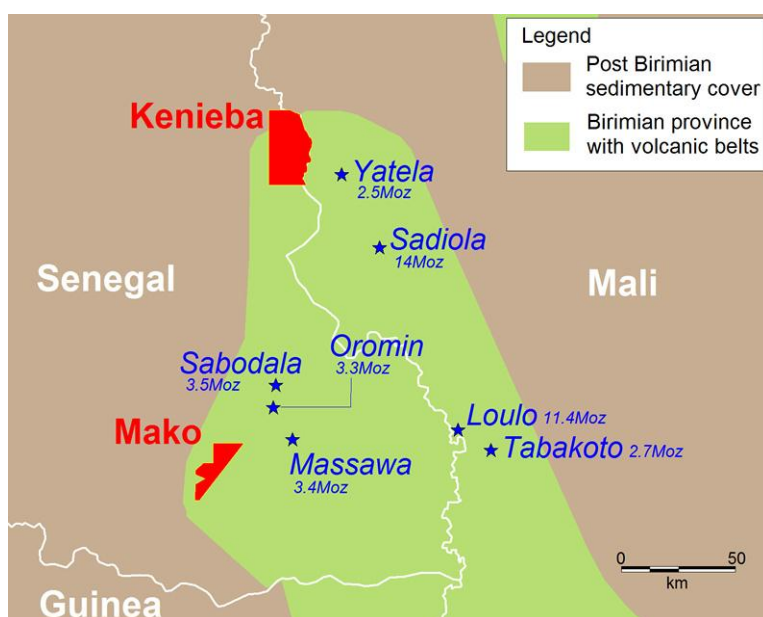 Legend
Post Birimian
sedimentary cover
Birimian province
with volcanic belts
Kenieba
Yatela
2.5Moz
Sadiola
14Moz
Senegal
Mali
Oromin
3.3Moz
Sabodala
3.5Moz
Loulo 11.4Moz
Mako
Tabakoto 2.7Moz
Massawa
3.4Moz
0 50
km
Guinea